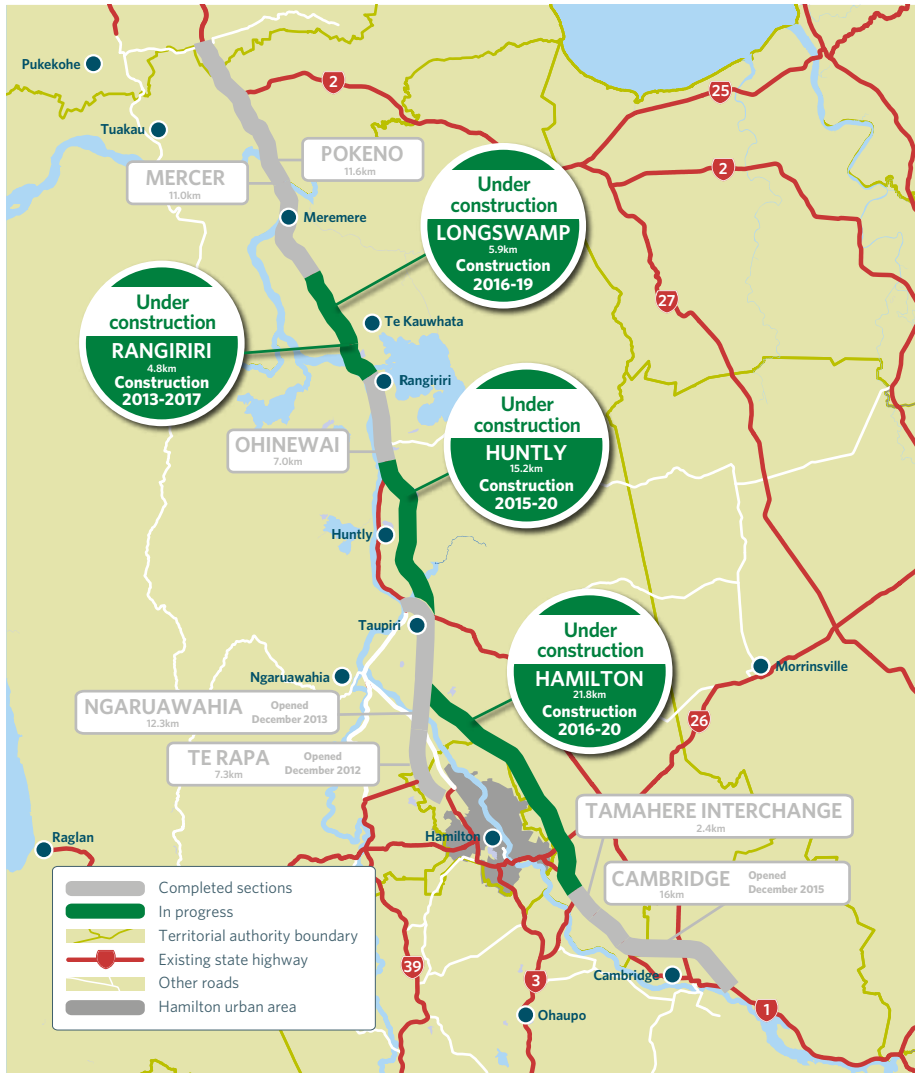 Pukekohe
2
25
Tuakau
POKENO
11.6km
MERCER
11.0km
2
Meremere
Under
construction
LONGSWAMP
5.9km
Construction
2016-19
27
Under
construction
RANGIRIRI
4.8km
Construction
2013-2017
Te Kauwhata
Rangiriri
Under
construction
HUNTLY
15.2km
Construction
2015-20
OHINEWAI
7.0km
Huntly
Taupiri
Under
construction
HAMILTON
21.8km
Construction
2016-20
Morrinsville
Ngaruawahia
26
NGARUAWAHIA
12.3km
Opened
December 2013
TE RAPA
7.3km
Opened
December 2012
TAMAHERE INTERCHANGE
2.4km
Raglan
Hamilton
CAMBRIDGE
16km
Opened
December 2015
Completed sections
In progress
Territorial authority boundary
Existing state highway
Other roads
Hamilton urban area
39
3
Cambridge
1
Ohaupo